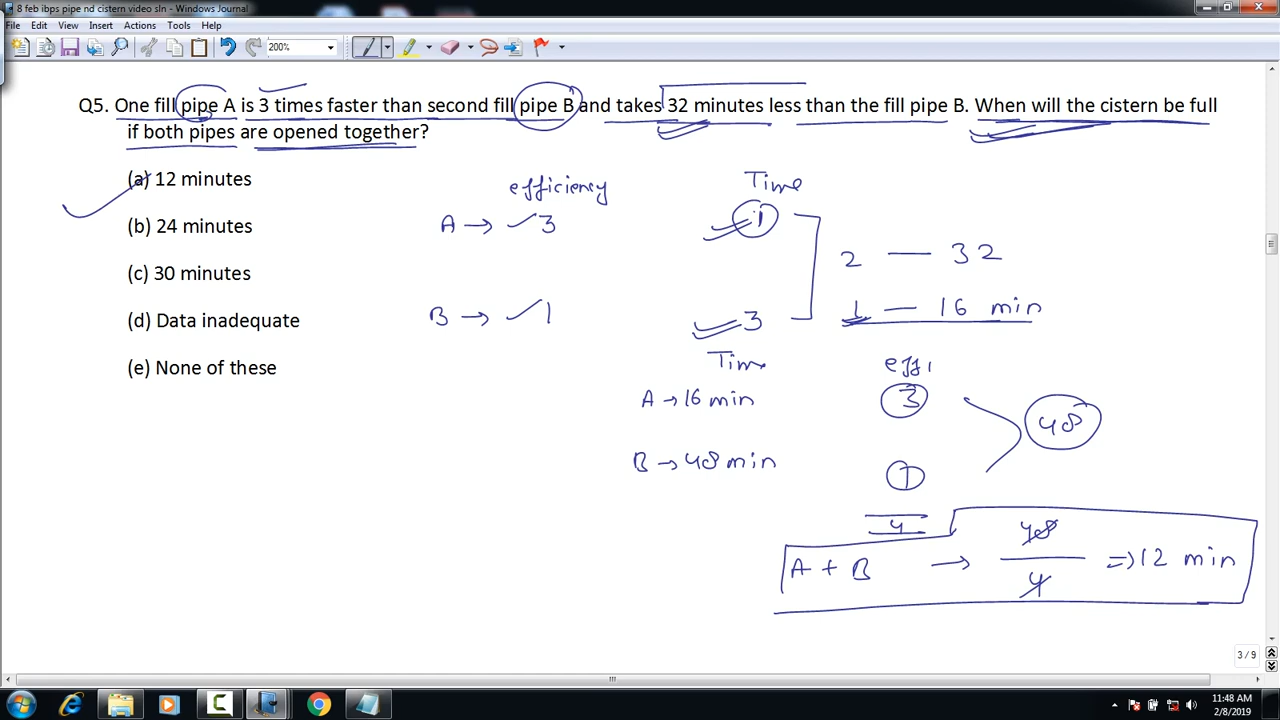 8 feb ibps pipe nd cistern video sln - Windows Journal
File Edit View Insert Actions Tools Help
200%
Q5. One fill pipe A is 3 times faster than second fill pipe B and takes 32 minutes less than the fill pipe B. When will the cistern be full
if both pipes are opened together?
(a) 12 minutes
(b) 24 minutes
(c) 30 minutes
(d) Data inadequate
(e) None of these
efficiency Time
A → 3 1
2 — 32
B → 1 3
1 — 16 min
Time effi
A → 16 min 3
48
B → 48 min 1
4
A + B → 48/4 ⇒ 12 min
3 / 9
11:48 AM
2/8/2019